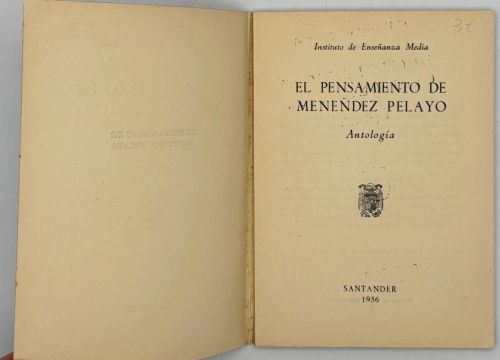 Instituto de Enseñanza Media
EL PENSAMIENTO DE
MENENDEZ PELAYO
Antología
SANTANDER
1956